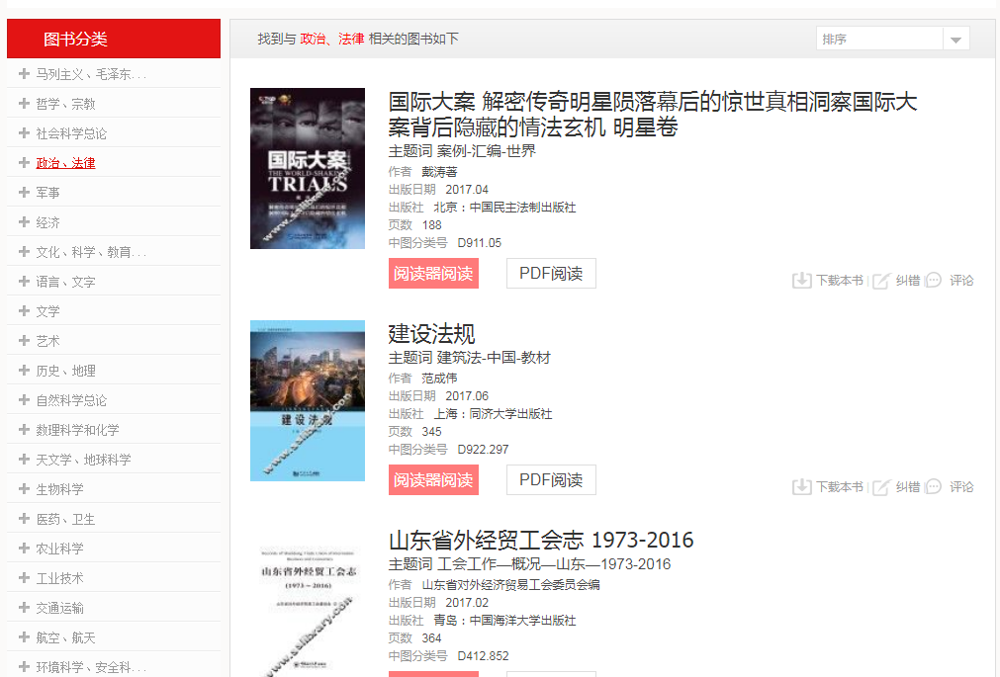 图书分类
马列主义、毛泽东...
哲学、宗教
社会科学总论
政治、法律
军事
经济
文化、科学、教育...
语言、文字
文学
艺术
历史、地理
自然科学总论
数理科学和化学
天文学、地球科学
生物科学
医药、卫生
农业科学
工业技术
交通运输
航空、航天
环境科学、安全科...
找到与 政治、法律 相关的图书如下
排序
国际大案
THE WORLD-SHAKING
TRIALS
国际大案 解密传奇明星陨落幕后的惊世真相洞察国际大
案背后隐藏的情法玄机 明星卷
主题词 案例-汇编-世界
作者 戴涛著
出版日期 2017.04
出版社 北京：中国民主法制出版社
页数 188
中图分类号 D911.05
阅读器阅读 PDF阅读
下载本书 纠错 评论
建设法规
www.sslibrary.com
建设法规
主题词 建筑法-中国-教材
作者 范成伟
出版日期 2017.06
出版社 上海：同济大学出版社
页数 345
中图分类号 D922.297
阅读器阅读 PDF阅读
下载本书 纠错 评论
山东省外经贸工会志
(1973～2016)
www.sslibrary.com
山东省外经贸工会志 1973-2016
主题词 工会工作—概况—山东—1973-2016
作者 山东省对外经济贸易工会委员会编
出版日期 2017.02
出版社 青岛：中国海洋大学出版社
页数 364
中图分类号 D412.852